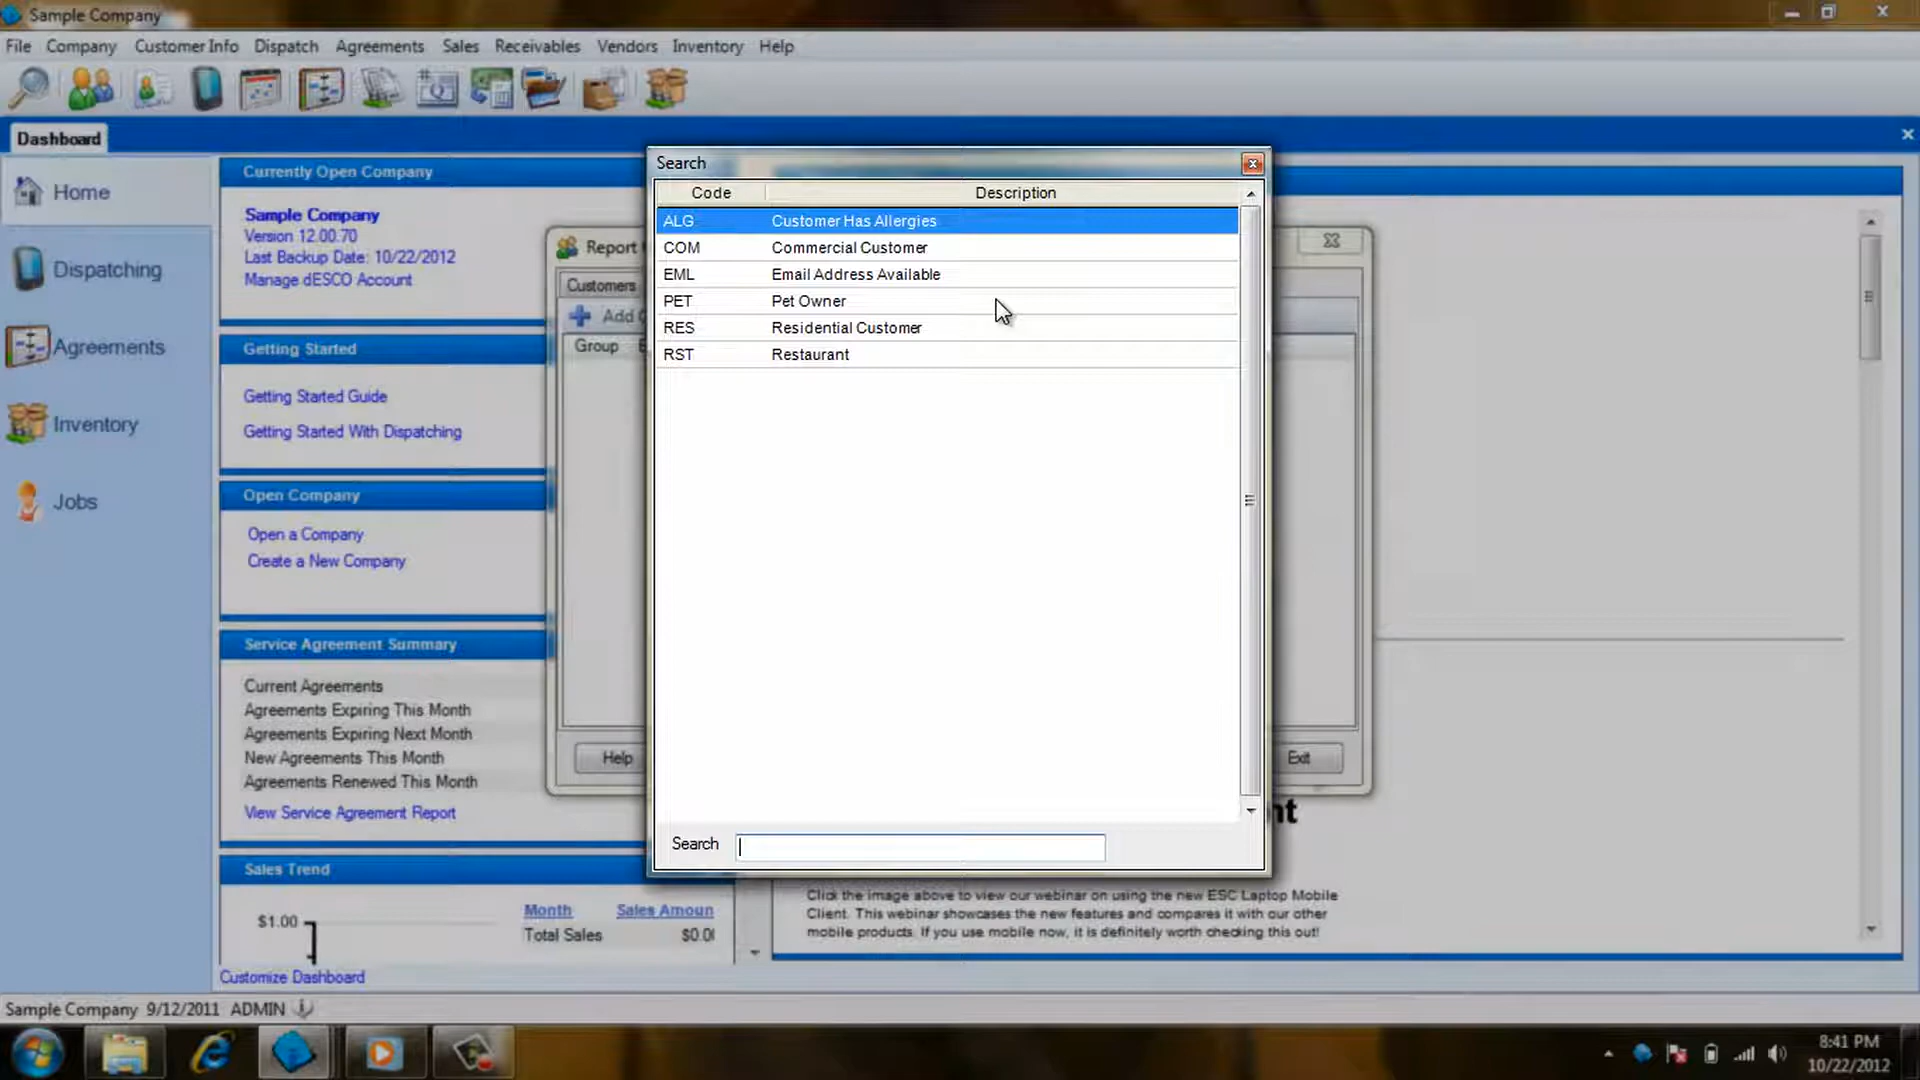 Sample Company
File Company Customer Info Dispatch Agreements Sales Receivables Vendors Inventory Help
Dashboard
Home
Dispatching
Agreements
Inventory
Jobs
Currently Open Company
Sample Company
Version 12.00.70
Last Backup Date: 10/22/2012
Manage dESCO Account
Getting Started
Getting Started Guide
Getting Started With Dispatching
Open Company
Open a Company
Create a New Company
Service Agreement Summary
Current Agreements
Agreements Expiring This Month
Agreements Expiring Next Month
New Agreements This Month
Agreements Renewed This Month
View Service Agreement Report
Sales Trend
$1.00
Month Sales Amoun
Total Sales $0.0
Customize Dashboard
Report
Customers
Add
Group
Help
Exit
Search
Code Description
ALG Customer Has Allergies
COM Commercial Customer
EML Email Address Available
PET Pet Owner
RES Residential Customer
RST Restaurant
Search
nt
Click the image above to view our webinar on using the new ESC Laptop Mobile
Client. This webinar showcases the new features and compares it with our other
mobile products. If you use mobile now, it is definitely worth checking this out!
Sample Company 9/12/2011 ADMIN
8:41 PM
10/22/2012